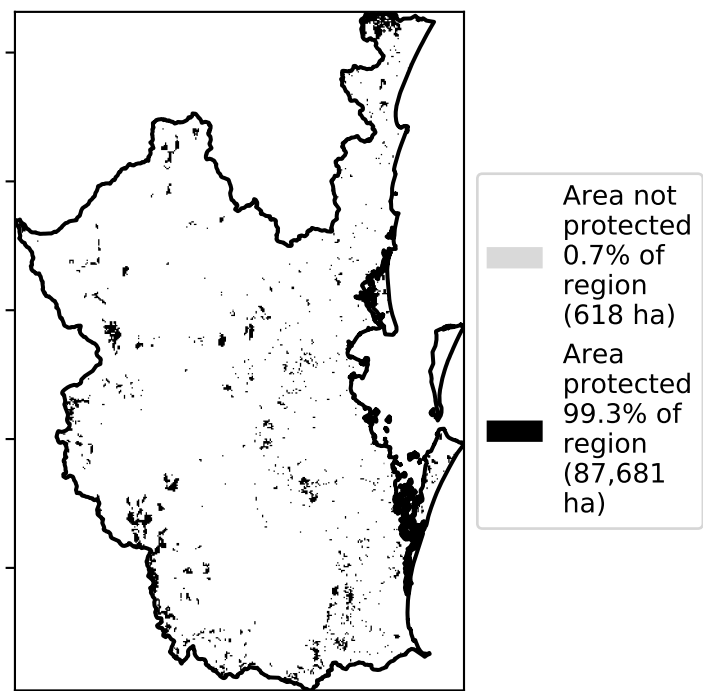 Area not
protected
0.7% of
region
(618 ha)
Area
protected
99.3% of
region
(87,681
ha)